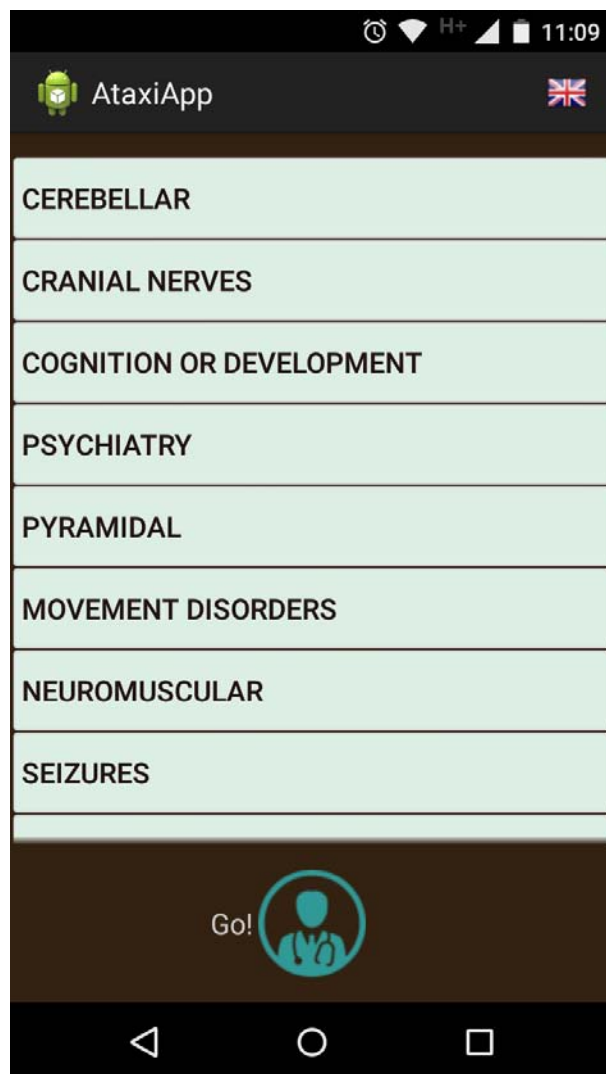 H+ 11:09
AtaxiApp
CEREBELLAR
CRANIAL NERVES
COGNITION OR DEVELOPMENT
PSYCHIATRY
PYRAMIDAL
MOVEMENT DISORDERS
NEUROMUSCULAR
SEIZURES
Go!